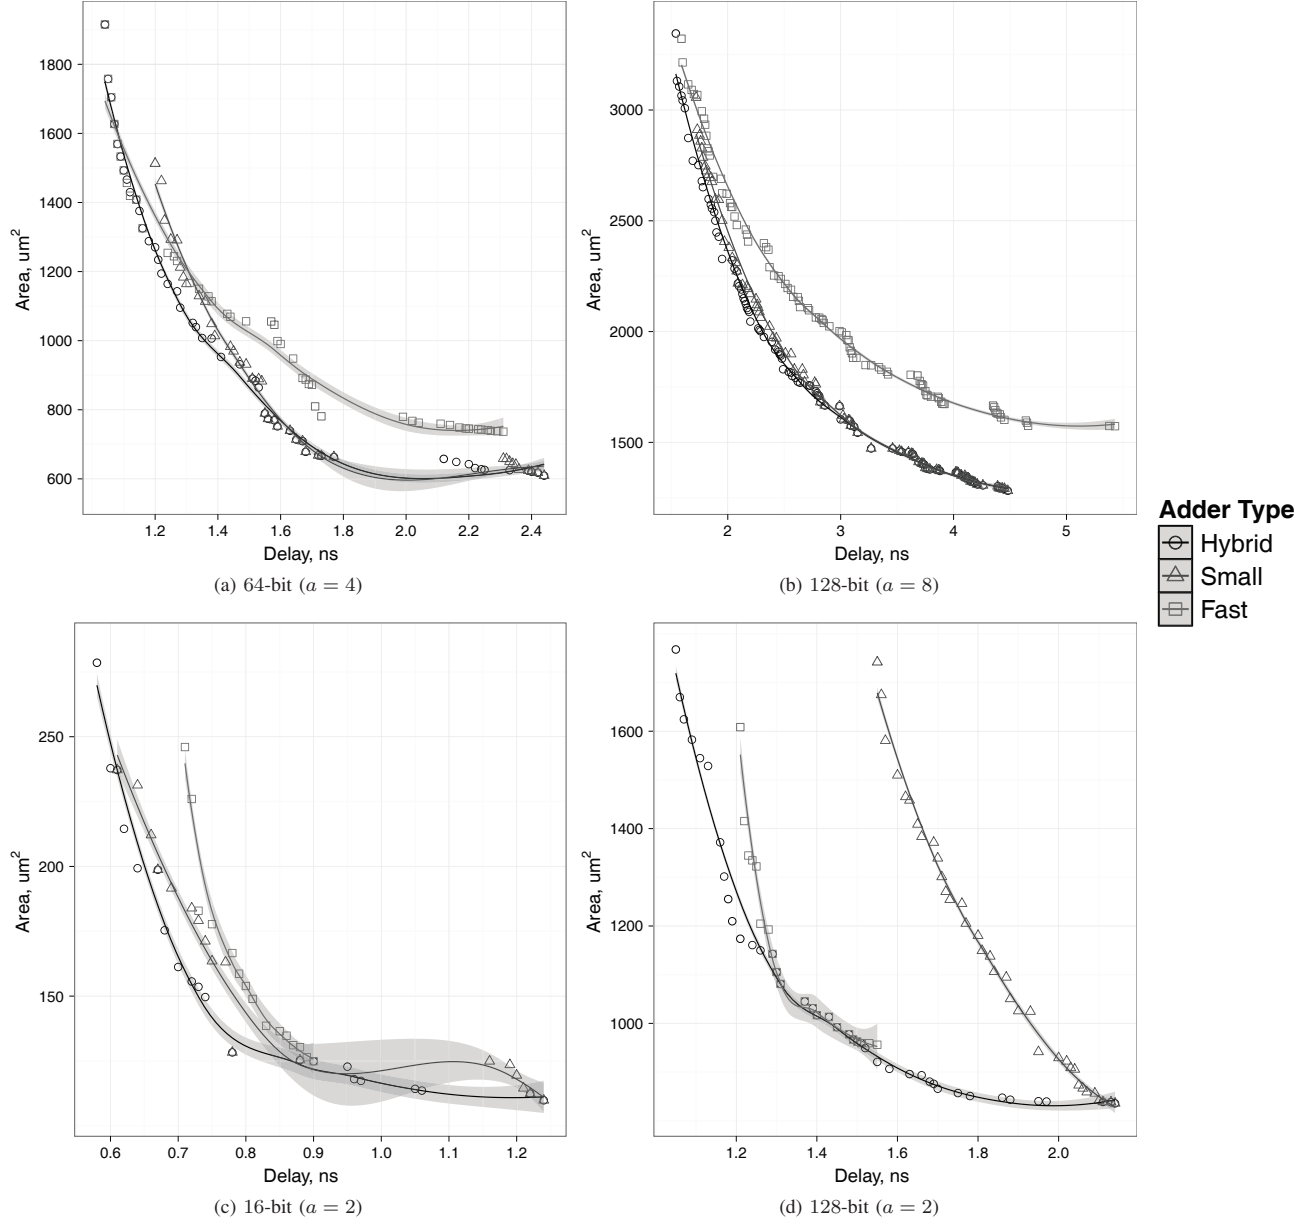 1800
1600
1400
1200
1000
800
600
Area, um²
1.2 1.4 1.6 1.8 2.0 2.2 2.4
Delay, ns
(a) 64-bit (a = 4)
3000
2500
2000
1500
Area, um²
2 3 4 5
Delay, ns
(b) 128-bit (a = 8)
Adder Type
Hybrid
Small
Fast
250
200
150
Area, um²
0.6 0.7 0.8 0.9 1.0 1.1 1.2
Delay, ns
(c) 16-bit (a = 2)
1600
1400
1200
1000
Area, um²
1.2 1.4 1.6 1.8 2.0
Delay, ns
(d) 128-bit (a = 2)